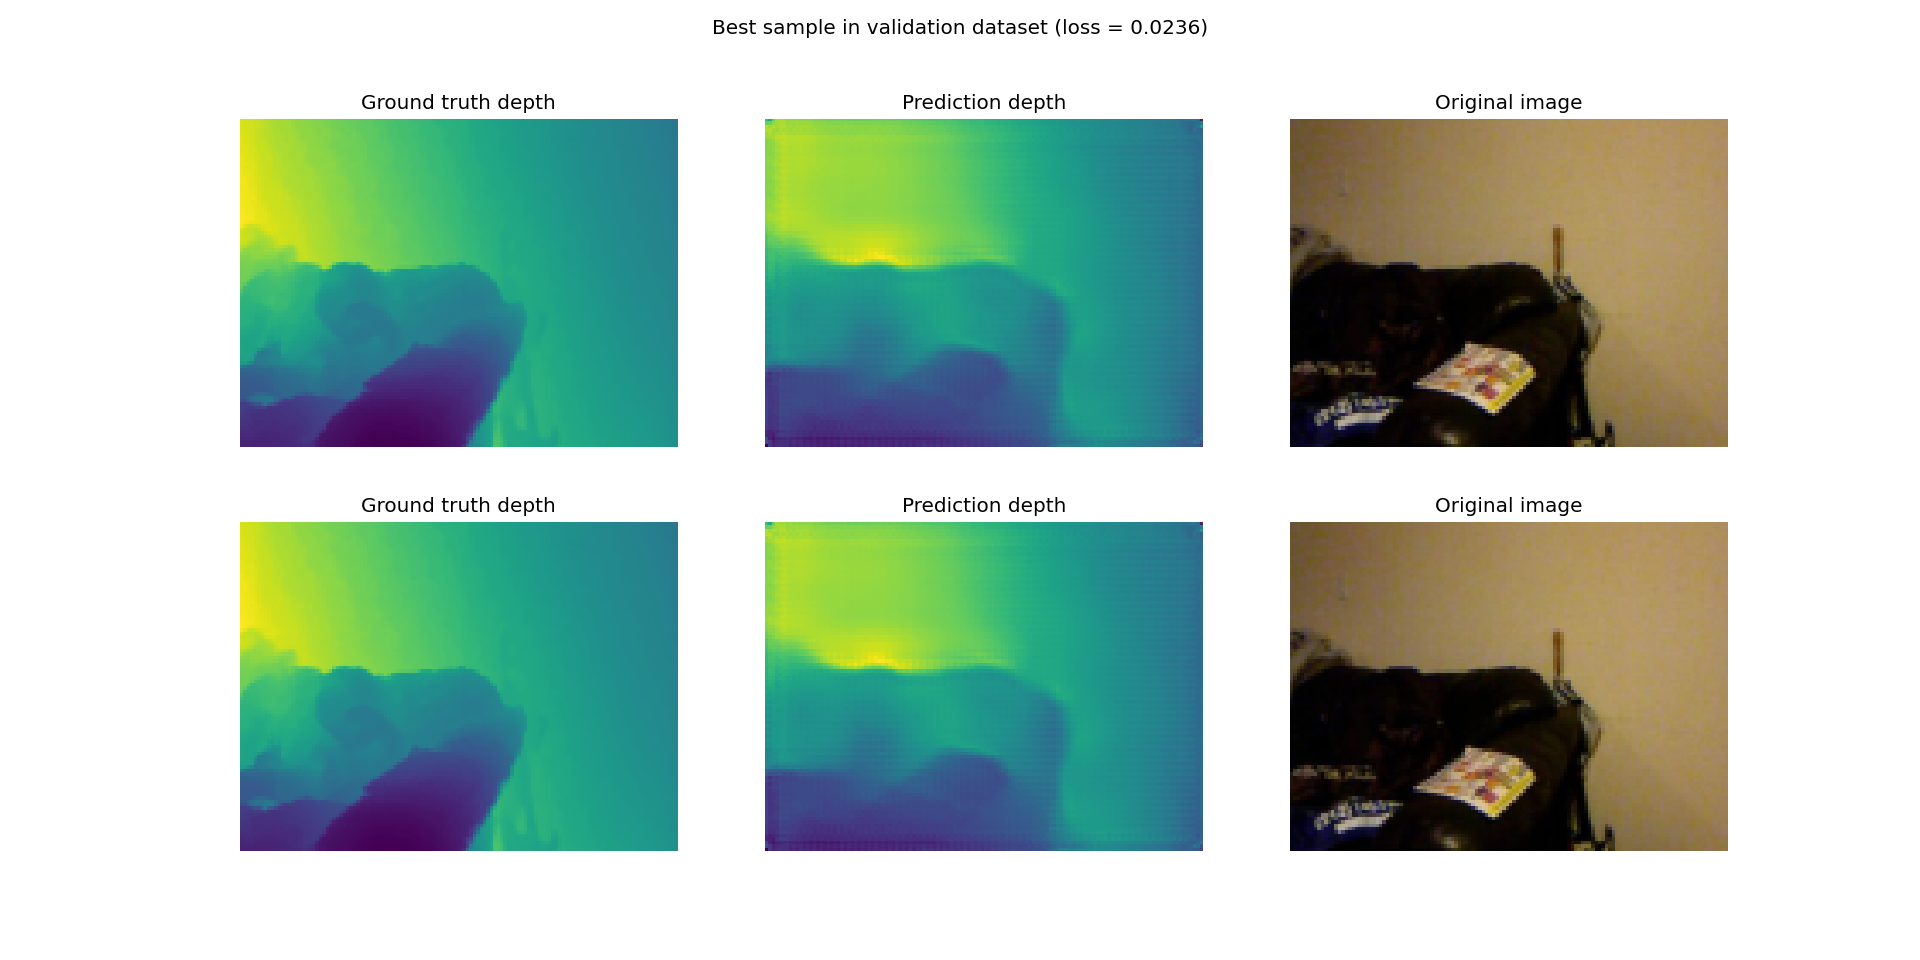 Best sample in validation dataset (loss = 0.0236)
Ground truth depth
Prediction depth
Original image
Ground truth depth
Prediction depth
Original image